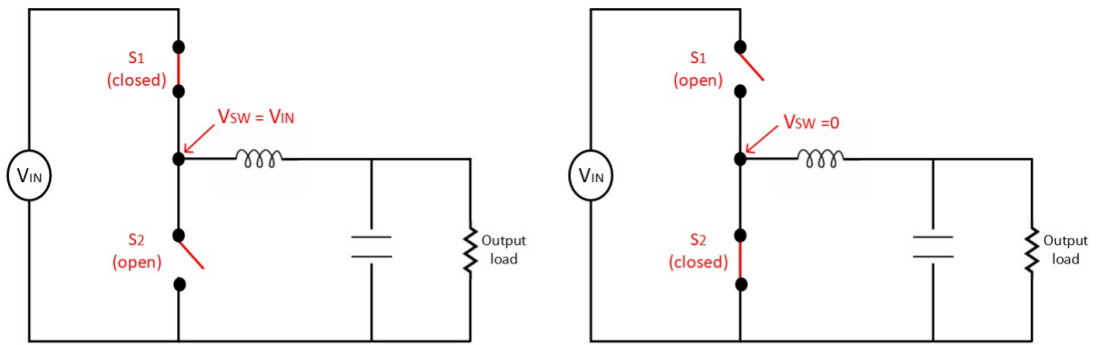 S1
(closed)
VSW = VIN
VIN
S2
(open)
Output
load
S1
(open)
VSW =0
VIN
S2
(closed)
Output
load